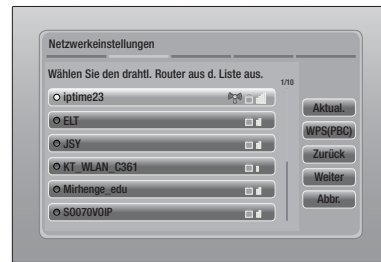 Netzwerkeinstellungen
Wählen Sie den drahtl. Router aus d. Liste aus.
1/10
iptime23
ELT
JSY
KT_WLAN_C361
Mirhenge_edu
SO070VOIP
Aktual.
WPS(PBC)
Zurück
Weiter
Abbr.